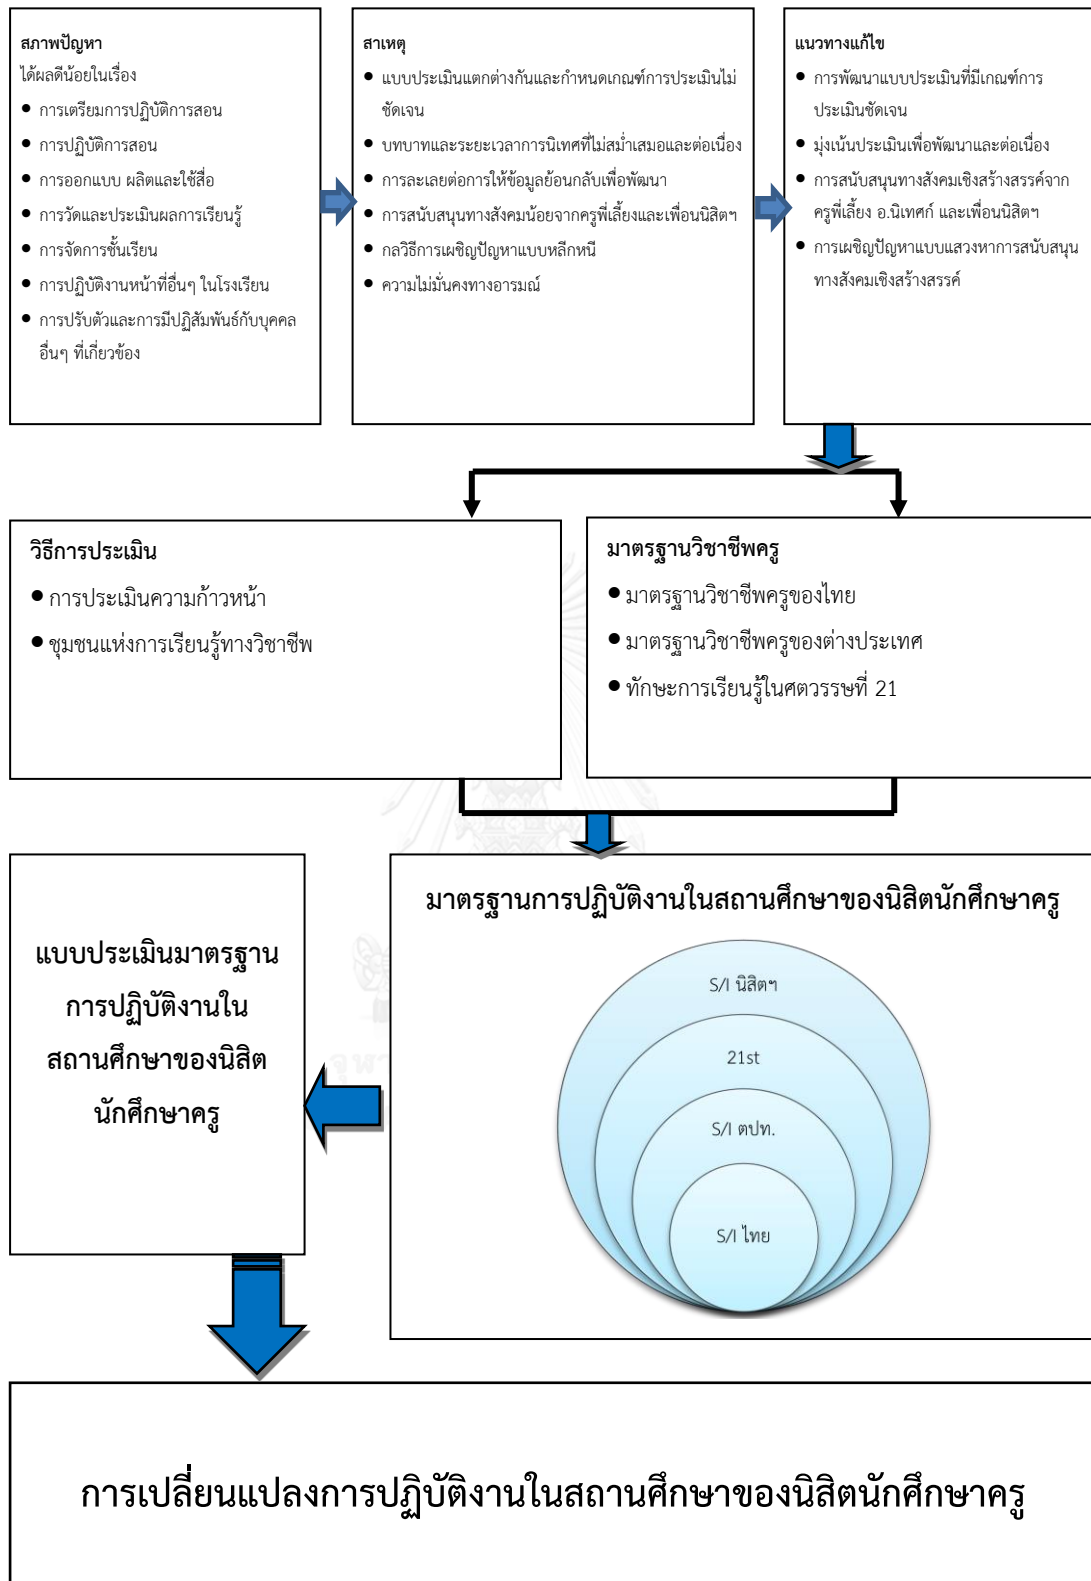 สภาพปัญหา
ได้ผลดีน้อยในเรื่อง
● การเตรียมการปฏิบัติการสอน
● การปฏิบัติการสอน
● การออกแบบ ผลิตและใช้สื่อ
● การวัดและประเมินผลการเรียนรู้
● การจัดการชั้นเรียน
● การปฏิบัติงานหน้าที่อื่นๆ ในโรงเรียน
● การปรับตัวและการมีปฏิสัมพันธ์กับบุคคล
อื่นๆ ที่เกี่ยวข้อง
สาเหตุ
● แบบประเมินแตกต่างกันและกำหนดเกณฑ์การประเมินไม่
ชัดเจน
● บทบาทและระยะเวลาการนิเทศที่ไม่สม่ำเสมอและต่อเนื่อง
● การละเลยต่อการให้ข้อมูลย้อนกลับเพื่อพัฒนา
● การสนับสนุนทางสังคมน้อยจากครูพี่เลี้ยงและเพื่อนนิสิตฯ
● กลวิธีการเผชิญปัญหาแบบหลีกหนี
● ความไม่มั่นคงทางอารมณ์
แนวทางแก้ไข
● การพัฒนาแบบประเมินที่มีเกณฑ์การ
ประเมินชัดเจน
● มุ่งเน้นประเมินเพื่อพัฒนาและต่อเนื่อง
● การสนับสนุนทางสังคมเชิงสร้างสรรค์จาก
ครูพี่เลี้ยง อ.นิเทศก์ และเพื่อนนิสิตฯ
● การเผชิญปัญหาแบบแสวงหาการสนับสนุน
ทางสังคมเชิงสร้างสรรค์
วิธีการประเมิน
● การประเมินความก้าวหน้า
● ชุมชนแห่งการเรียนรู้ทางวิชาชีพ
มาตรฐานวิชาชีพครู
● มาตรฐานวิชาชีพครูของไทย
● มาตรฐานวิชาชีพครูของต่างประเทศ
● ทักษะการเรียนรู้ในศตวรรษที่ 21
แบบประเมินมาตรฐาน
การปฏิบัติงานใน
สถานศึกษาของนิสิต
นักศึกษาครู
มาตรฐานการปฏิบัติงานในสถานศึกษาของนิสิตนักศึกษาครู
S/I นิสิตฯ
21st
S/I ตปท.
S/I ไทย
การเปลี่ยนแปลงการปฏิบัติงานในสถานศึกษาของนิสิตนักศึกษาครู